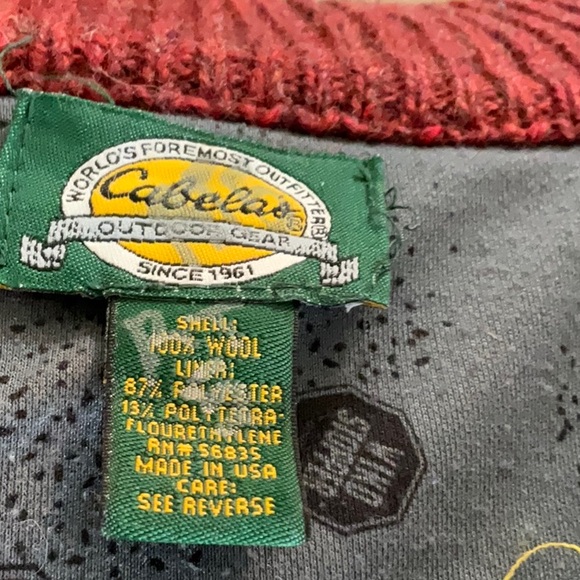 WORLD'S FOREMOST OUTFITTER®
Cabela's®
OUTDOOR GEAR
SINCE 1961
SHELL:
100% WOOL
LINER:
87% POLYESTER
13% POLYTETRA-
FLOURETHYLENE
RN# 56835
MADE IN USA
CARE:
SEE REVERSE